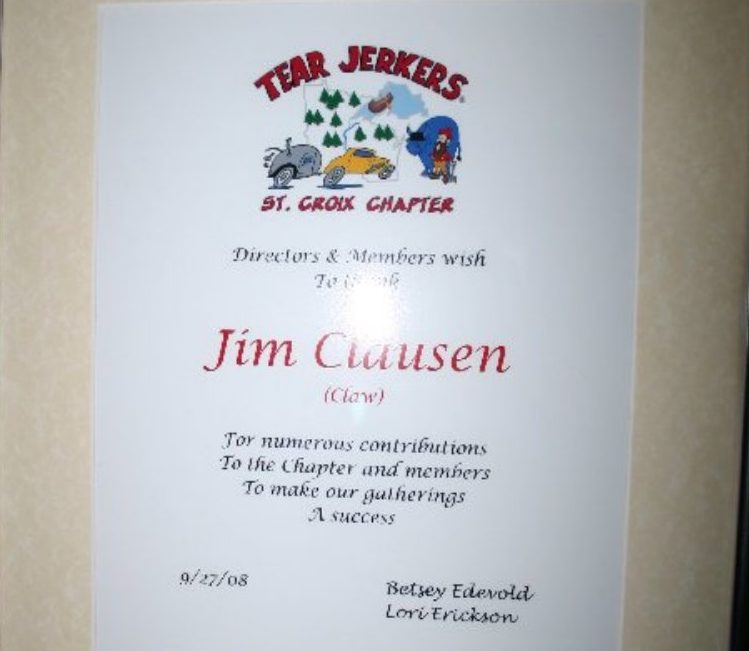 TEAR JERKERS
ST. CROIX CHAPTER
Directors & Members wish
To thank
Jim Clausen
(Claw)
For numerous contributions
To the Chapter and members
To make our gatherings
A success
9/27/08
Betsey Edevold
Lori Erickson